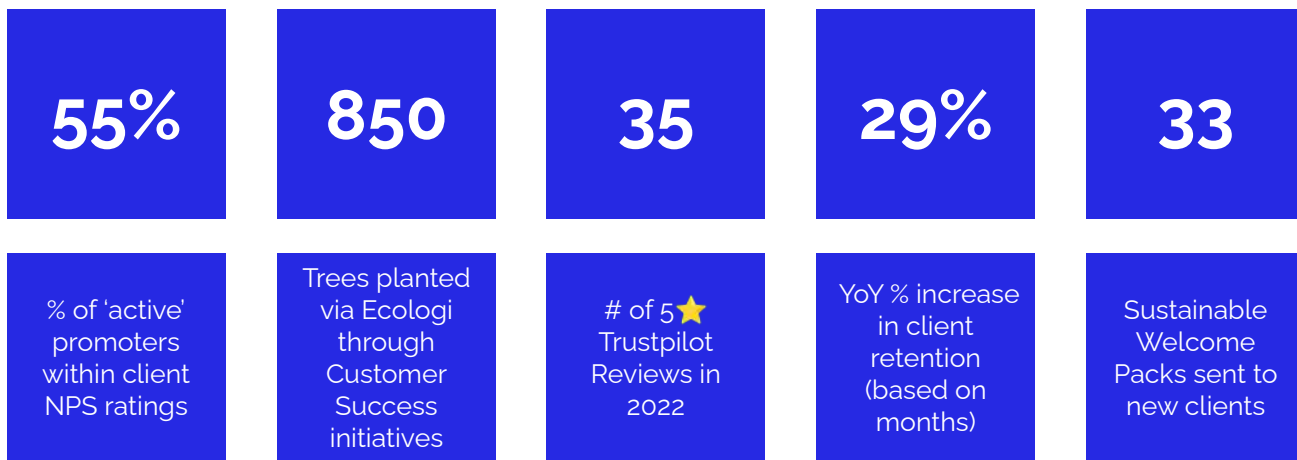 55%
850
35
29%
33
% of ‘active’
promoters
within client
NPS ratings
Trees planted
via Ecologi
through
Customer
Success
initiatives
# of 5⭐
Trustpilot
Reviews in
2022
YoY % increase
in client
retention
(based on
months)
Sustainable
Welcome
Packs sent to
new clients